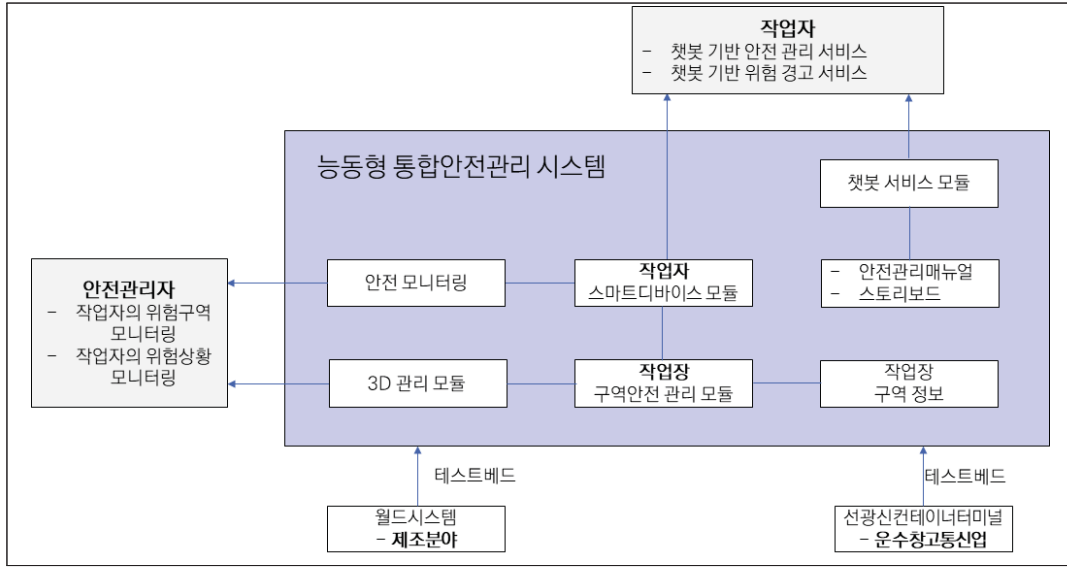 작업자
- 챗봇 기반 안전 관리 서비스
- 챗봇 기반 위험 경고 서비스
능동형 통합안전관리 시스템
챗봇 서비스 모듈
안전관리자
- 작업자의 위험구역
모니터링
- 작업자의 위험상황
모니터링
안전 모니터링
작업자
스마트디바이스 모듈
- 안전관리매뉴얼
- 스토리보드
3D 관리 모듈
작업장
구역안전 관리 모듈
작업장
구역 정보
테스트베드
테스트베드
월드시스템
- 제조분야
선광신컨테이너터미널
- 운수창고통신업